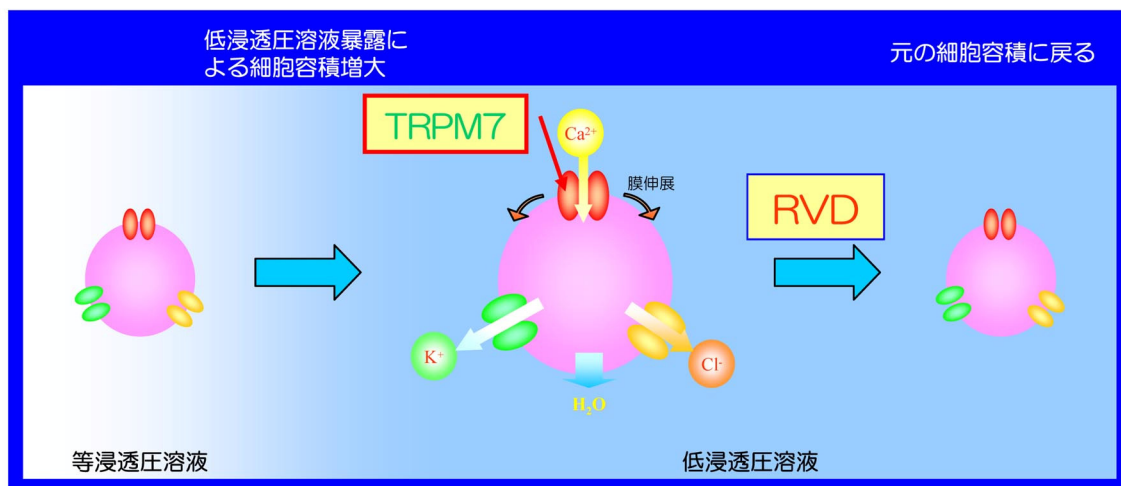 低浸透圧溶液暴露に
よる細胞容積増大
元の細胞容積に戻る
TRPM7
Ca²⁺
膜伸展
RVD
K⁺
Cl⁻
H₂O
等浸透圧溶液
低浸透圧溶液